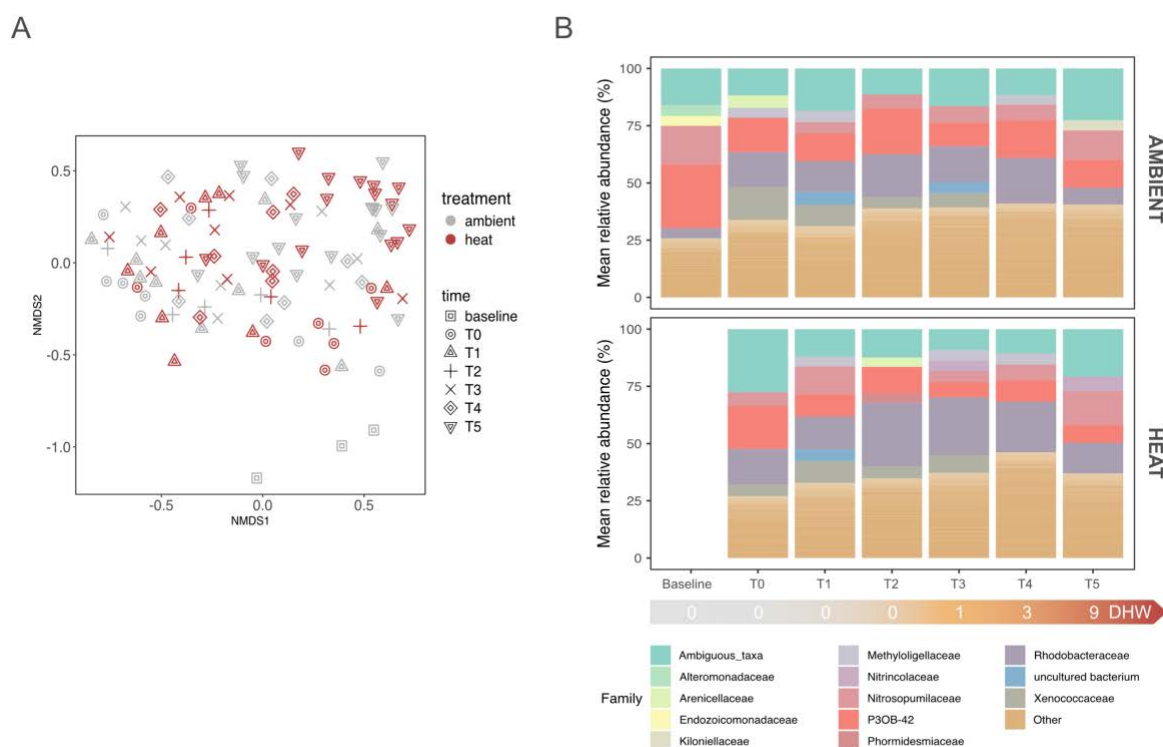 A
B
0.5
0.0
-0.5
-1.0
NMDS2
-0.5
0.0
0.5
NMDS1
treatment
ambient
heat
time
baseline
T0
T1
T2
T3
T4
T5
100
75
50
25
0
Mean relative abundance (%)
AMBIENT
100
75
50
25
0
Mean relative abundance (%)
HEAT
Baseline T0 T1 T2 T3 T4 T5
0 0 0 0 1 3 9 DHW
Family
Ambiguous_taxa
Alteromonadaceae
Arenicellaceae
Endozoicomonadaceae
Kiloniellaceae
Methyloligellaceae
Nitrincolaceae
Nitrosopumilaceae
P3OB-42
Phormidesmiaceae
Rhodobacteraceae
uncultured bacterium
Xenococcaceae
Other